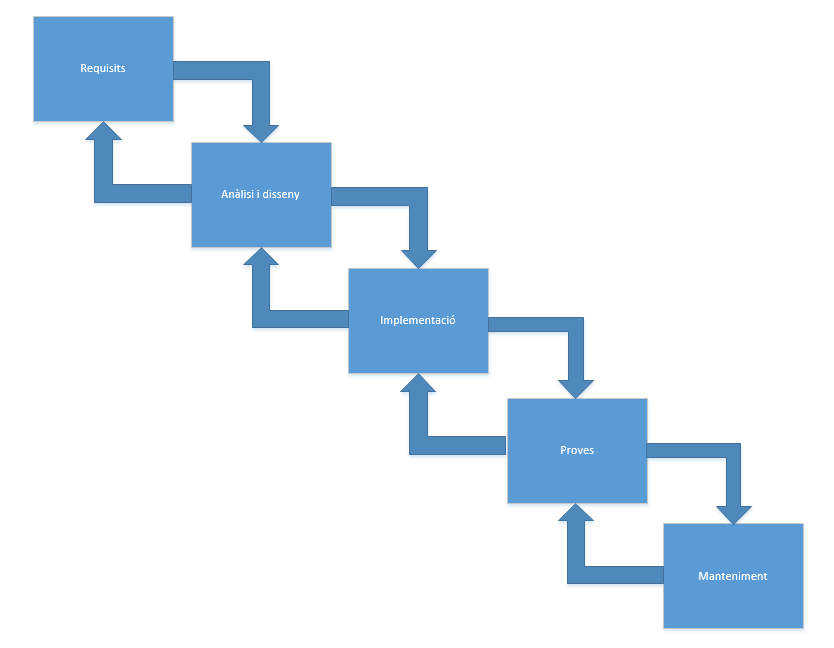 Requisits
Anàlisi i disseny
Implementació
Proves
Manteniment